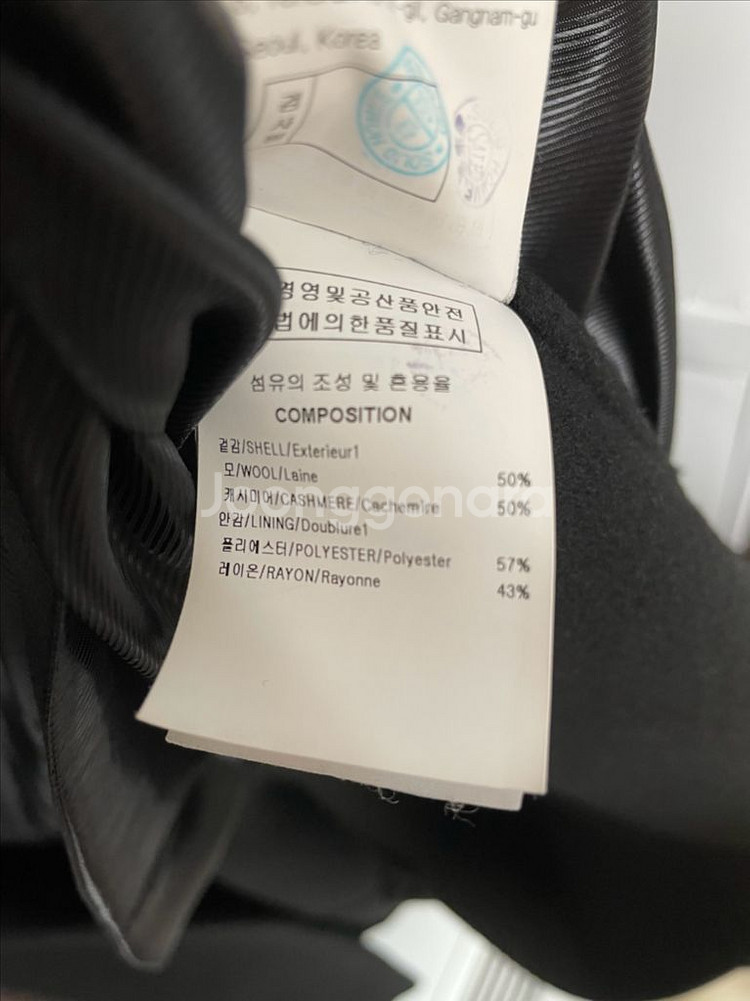 Gangnam-gu
Seoul, Korea
영및공산품안전
법에의한품질표시
섬유의 조성 및 혼용율
COMPOSITION
겉감/SHELL/Exterieur1
모/WOOL/Laine 50%
캐시미어/CASHMERE/Cachemire 50%
안감/LINING/Doublure1
폴리에스터/POLYESTER/Polyester 57%
레이온/RAYON/Rayonne 43%
Joonggonara